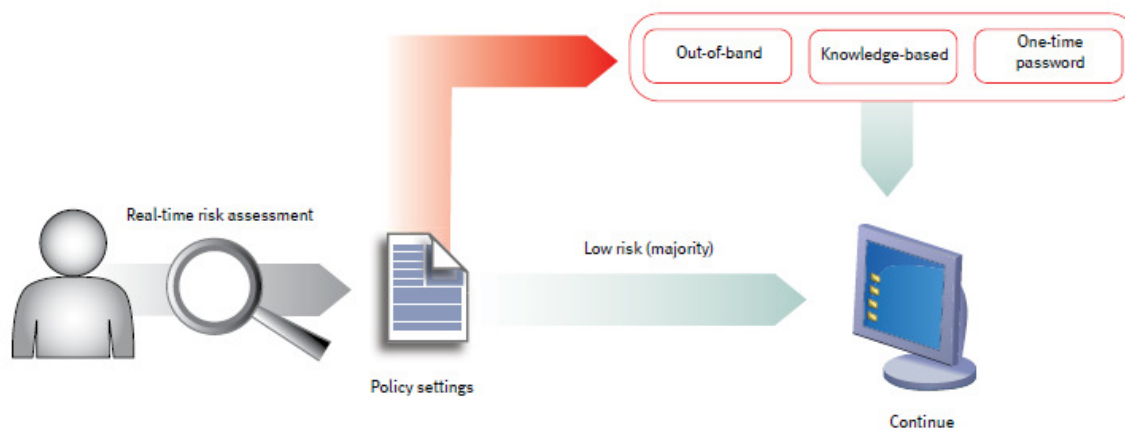 Out-of-band
Knowledge-based
One-time
password
Real-time risk assessment
Low risk (majority)
Policy settings
Continue